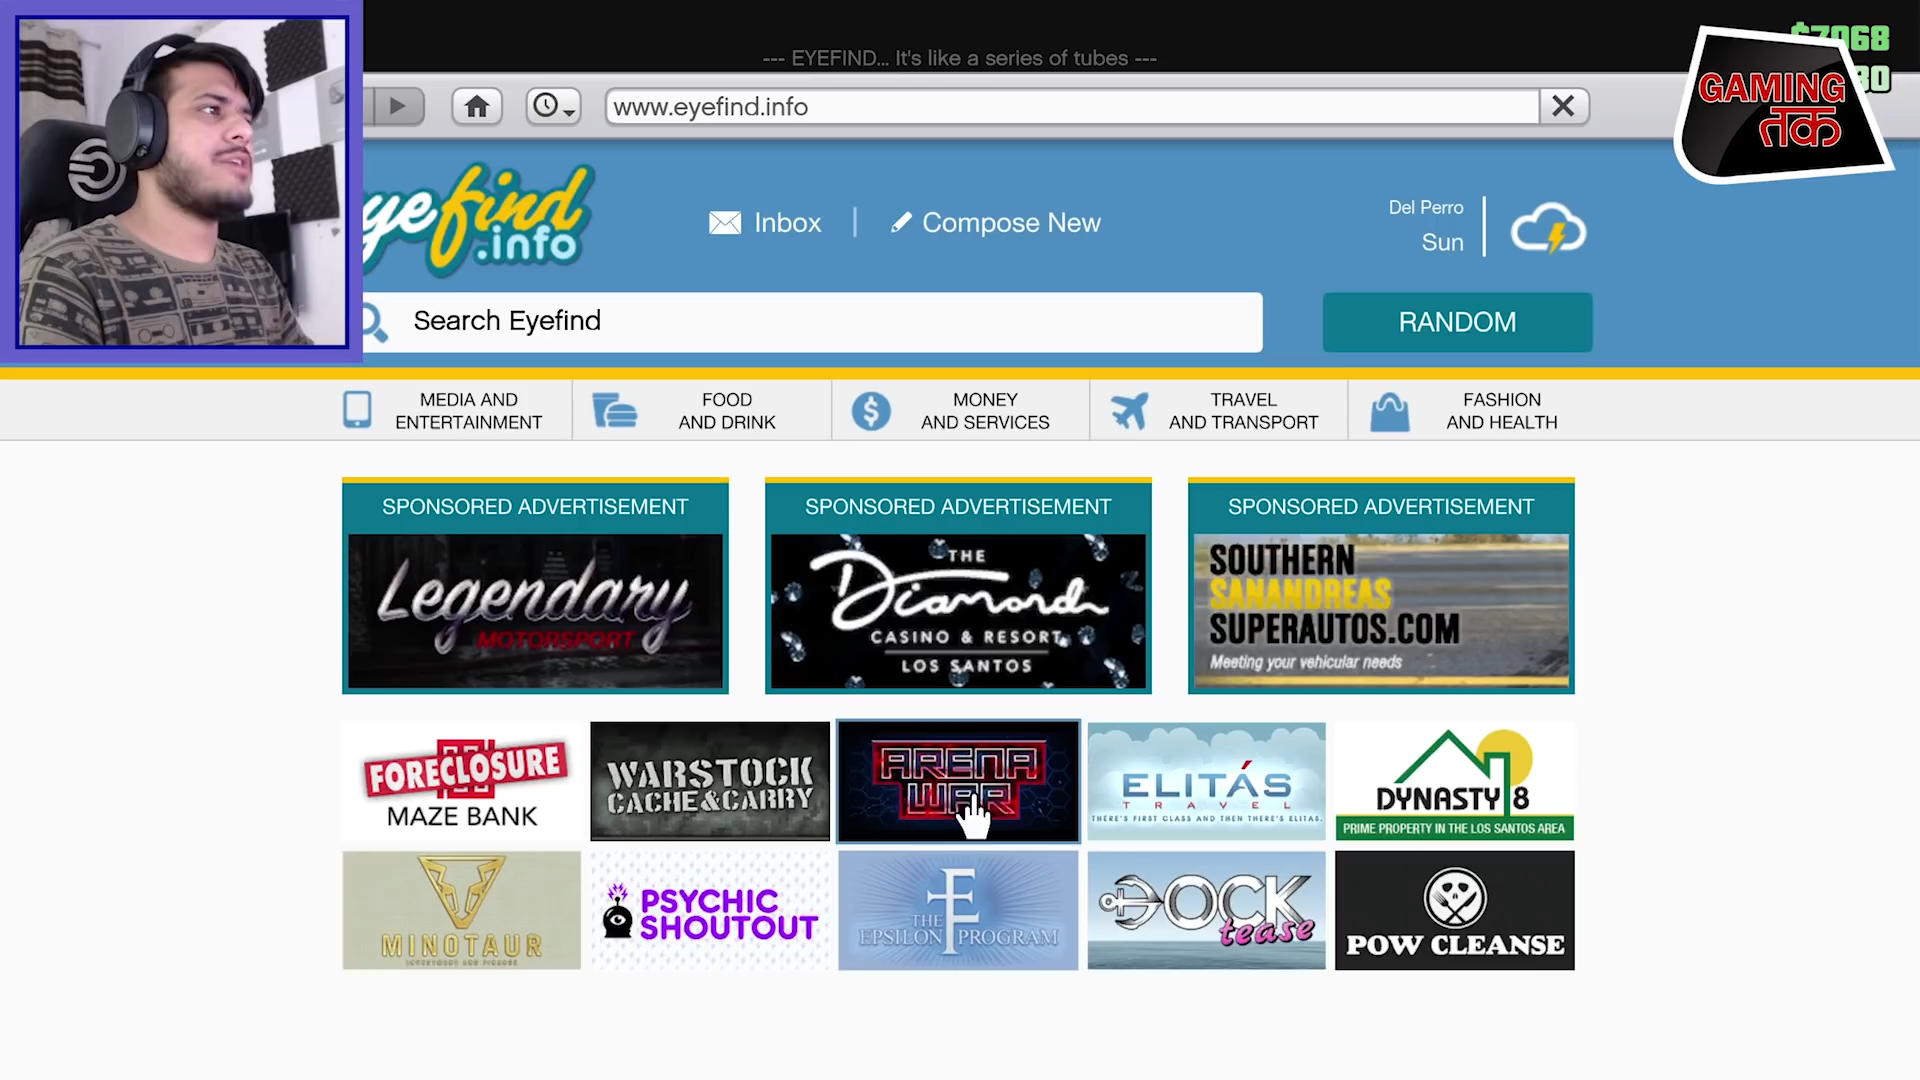 --- EYEFIND... It's like a series of tubes ---
www.eyefind.info
GAMING
तक
eyefind
.info
Inbox
Compose New
Del Perro
Sun
Search Eyefind
RANDOM
MEDIA AND
ENTERTAINMENT
FOOD
AND DRINK
MONEY
AND SERVICES
TRAVEL
AND TRANSPORT
FASHION
AND HEALTH
SPONSORED ADVERTISEMENT
Legendary
MOTORSPORT
SPONSORED ADVERTISEMENT
THE
Diamond
CASINO & RESORT
LOS SANTOS
SPONSORED ADVERTISEMENT
SOUTHERN
SANANDREAS
SUPERAUTOS.COM
Meeting your vehicular needs
FORECLOSURE
MAZE BANK
WARSTOCK
CACHE&CARRY
ARENA
WAR
ELITÁS
TRAVEL
THERE'S FIRST CLASS AND THEN THERE'S ELITAS.
DYNASTY 8
PRIME PROPERTY IN THE LOS SANTOS AREA
MINOTAUR
PSYCHIC
SHOUTOUT
THE
EPSILON PROGRAM
DOCK
tease
POW CLEANSE